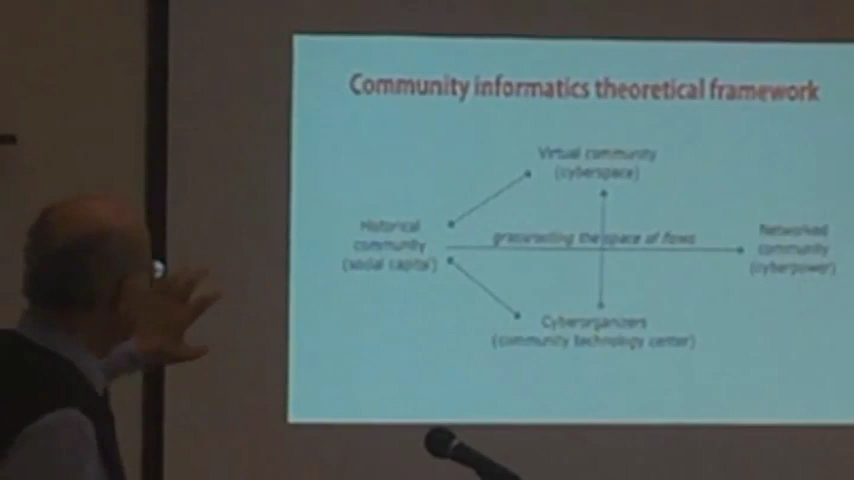 Community informatics theoretical framework
Virtual community
(cyberspace)
Historical
community
(social capital)
grassrooting the space of flows
Networked
community
(cyberpower)
Cyberorganizers
(community technology center)